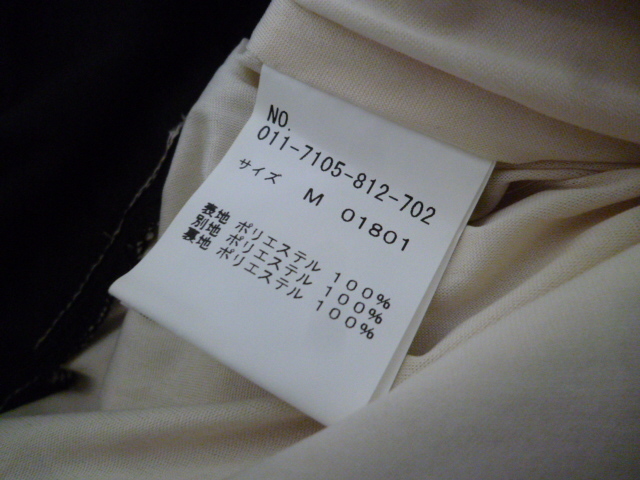 NO.
011-7105-812-702
サイズ M 01801
表地 ポリエステル 100%
別地 ポリエステル 100%
裏地 ポリエステル 100%